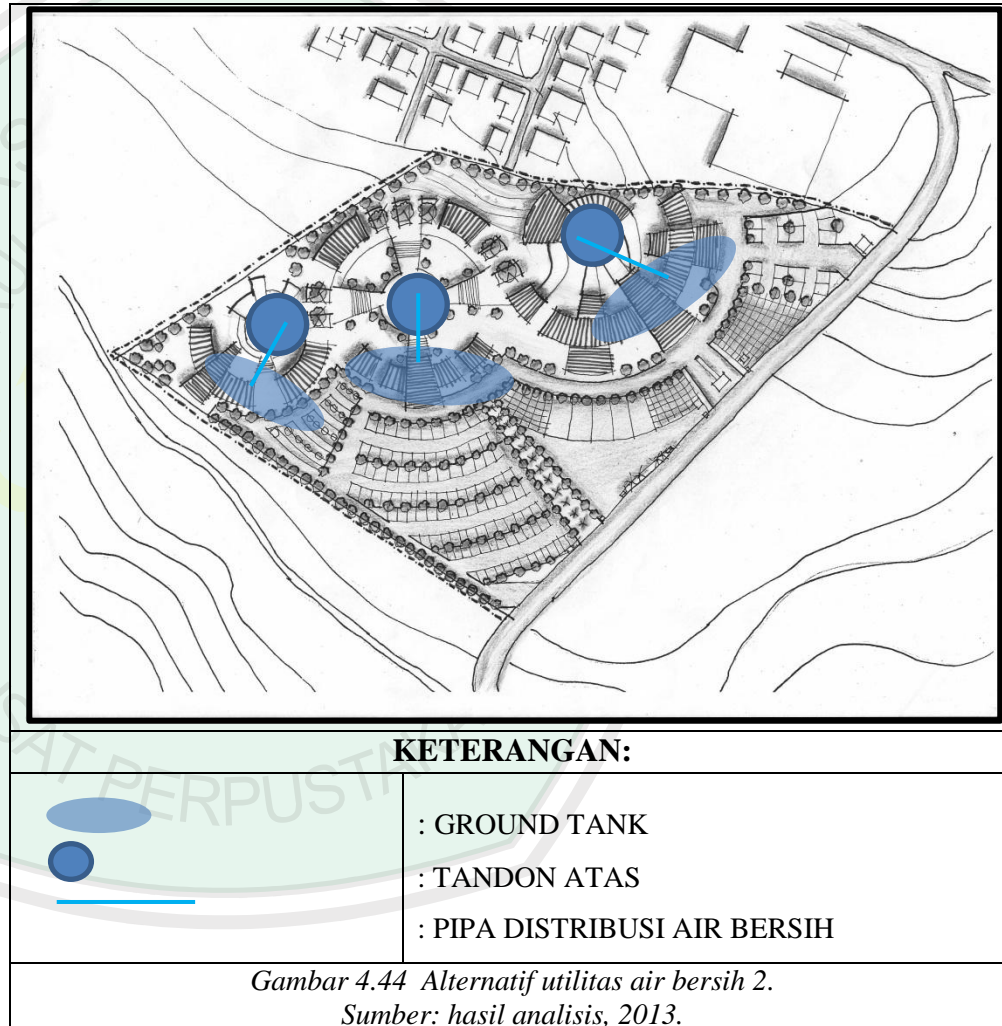 KETERANGAN:
: GROUND TANK
: TANDON ATAS
: PIPA DISTRIBUSI AIR BERSIH
Gambar 4.44 Alternatif utilitas air bersih 2.
Sumber: hasil analisis, 2013.